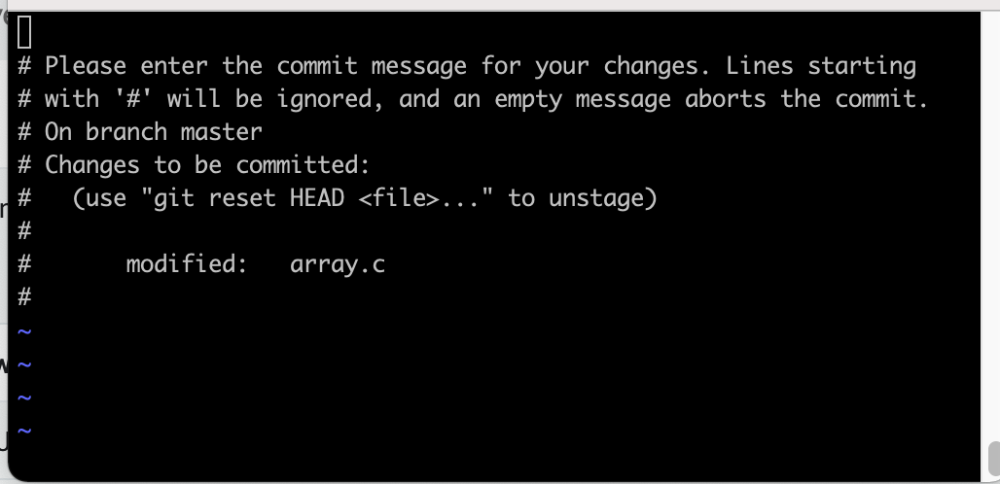 # Please enter the commit message for your changes. Lines starting
# with '#' will be ignored, and an empty message aborts the commit.
# On branch master
# Changes to be committed:
#   (use "git reset HEAD <file>..." to unstage)
#
#       modified:   array.c
#
~
~
~
~